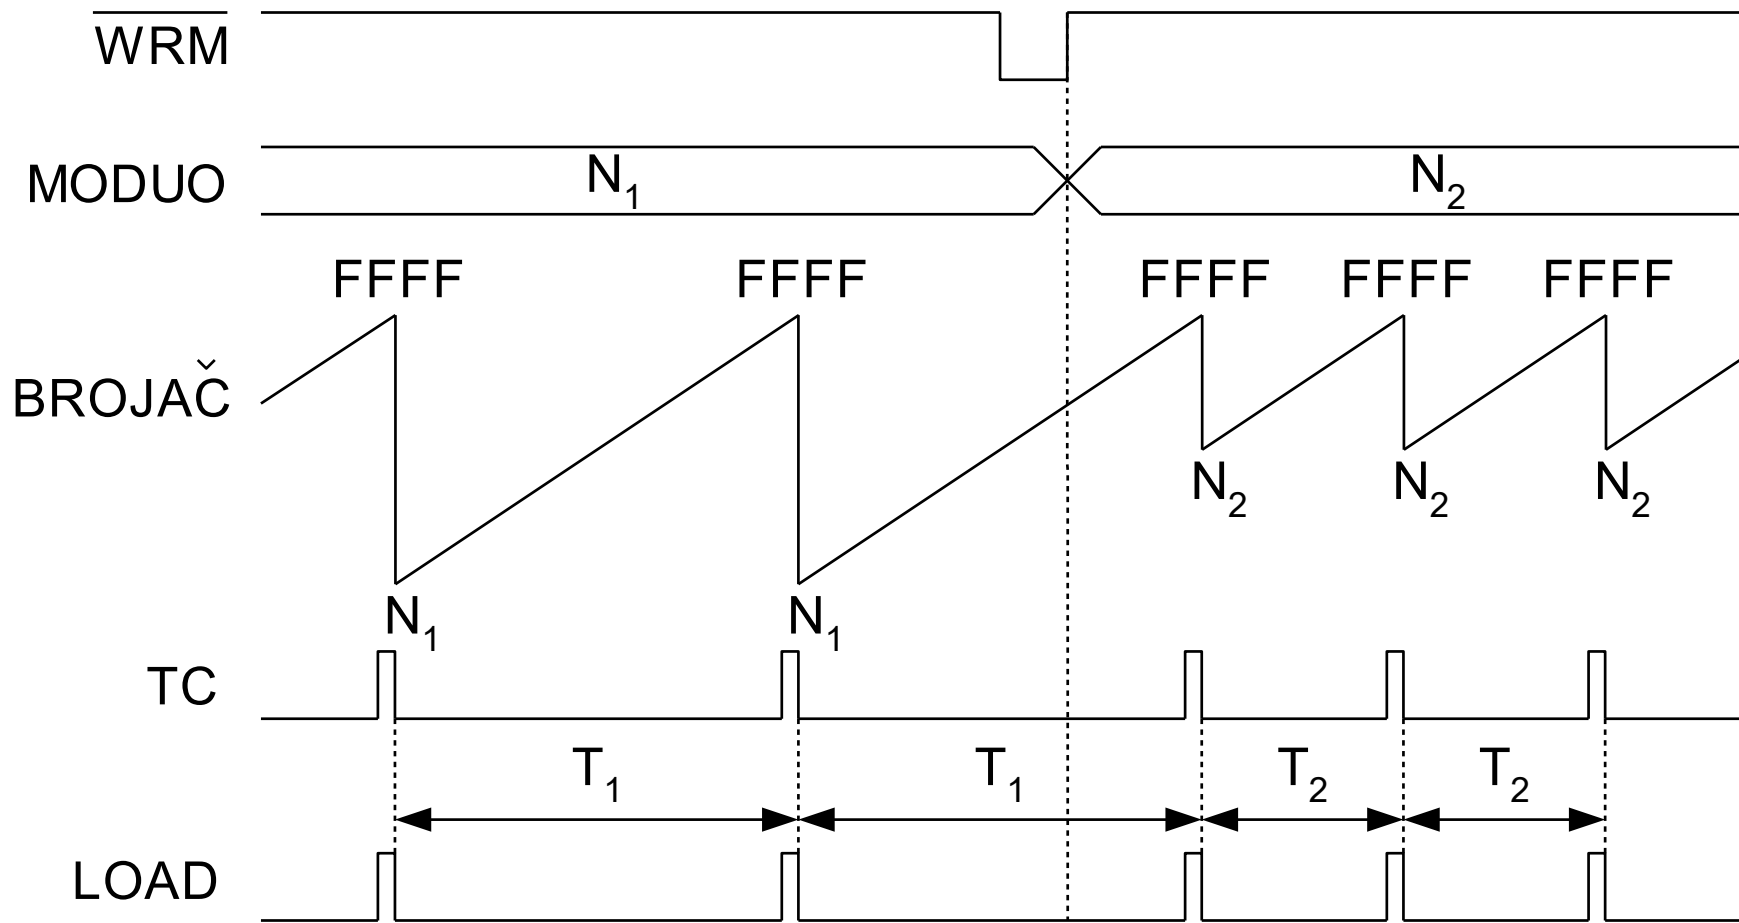 WRM
MODUO N₁ N₂
FFFF FFFF FFFF FFFF FFFF
BROJAČ
N₂ N₂ N₂
N₁ N₁
TC
T₁ T₁ T₂ T₂
LOAD